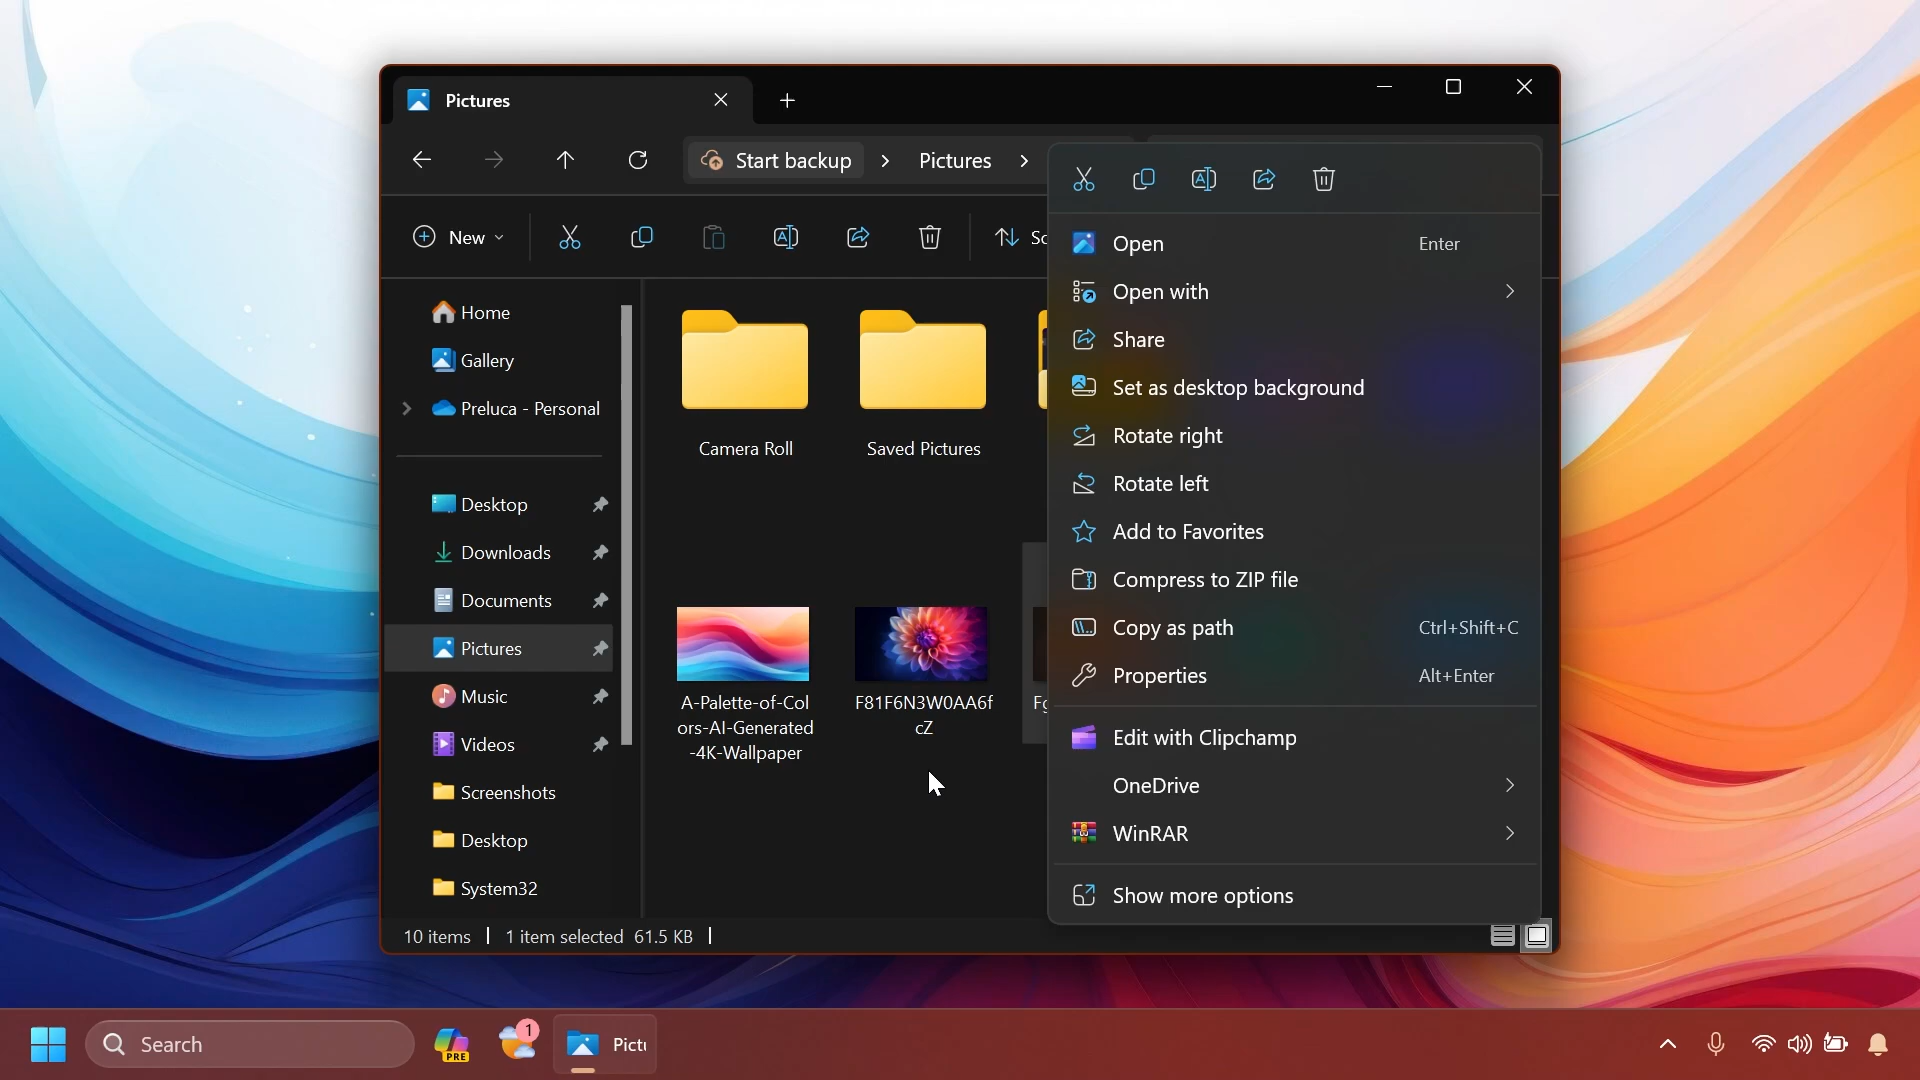 Pictures
Start backup
Pictures
New
Home
Gallery
Preluca - Personal
Desktop
Downloads
Documents
Pictures
Music
Videos
Screenshots
Desktop
System32
Camera Roll
Saved Pictures
A-Palette-of-Col
ors-AI-Generated
-4K-Wallpaper
F81F6N3W0AA6f
cZ
Open Enter
Open with
Share
Set as desktop background
Rotate right
Rotate left
Add to Favorites
Compress to ZIP file
Copy as path Ctrl+Shift+C
Properties Alt+Enter
Edit with Clipchamp
OneDrive
WinRAR
Show more options
10 items 1 item selected 61.5 KB
Search
PRE
1